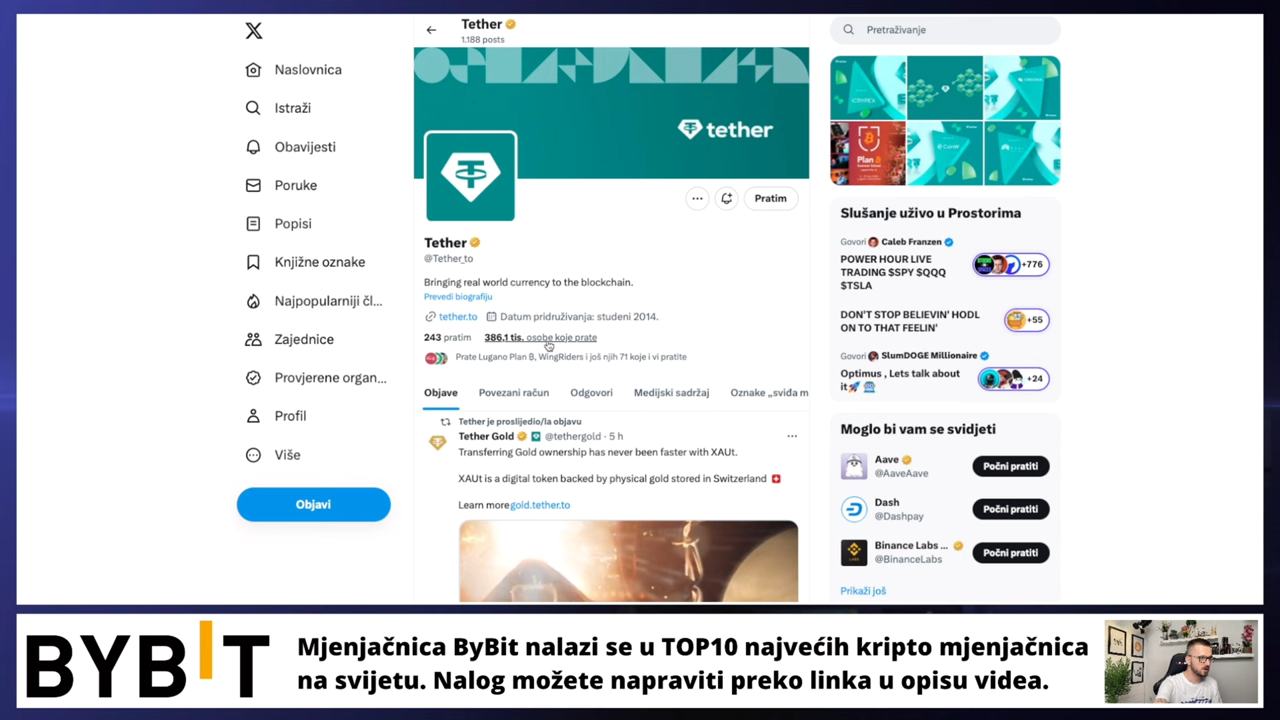 Naslovnica
Istraži
Obavijesti
Poruke
Popisi
Knjižne oznake
Najpopularniji čl...
Zajednice
Provjerene organ...
Profil
Više
Objavi
Tether
1.188 posts
tether
Pratim
Tether
@Tether_to
Bringing real world currency to the blockchain.
Prevedi biografiju
tether.to Datum pridruživanja: studeni 2014.
243 pratim 386,1 tis. osobe koje prate
Prate Lugano Plan ₿, WingRiders i još njih 71 koje i vi pratite
Objave Povezani račun Odgovori Medijski sadržaj Oznake „sviđa m
Tether je proslijedio/la objavu
Tether Gold @tethergold · 5 h
Transferring Gold ownership has never been faster with XAUt.
XAUt is a digital token backed by physical gold stored in Switzerland
Learn more gold.tether.to
Pretraživanje
Plan ₿
Slušanje uživo u Prostorima
Govori Caleb Franzen
POWER HOUR LIVE
TRADING $SPY $QQQ
$TSLA
+776
DON'T STOP BELIEVIN' HODL
ON TO THAT FEELIN'
+55
Govori SlumDOGE Millionaire
Optimus , Lets talk about
it
+24
Moglo bi vam se svidjeti
Aave
@AaveAave
Počni pratiti
Dash
@Dashpay
Počni pratiti
Binance Labs ...
@BinanceLabs
Počni pratiti
Prikaži još
BYBIT
Mjenjačnica ByBit nalazi se u TOP10 najvećih kripto mjenjačnica
na svijetu. Nalog možete napraviti preko linka u opisu videa.